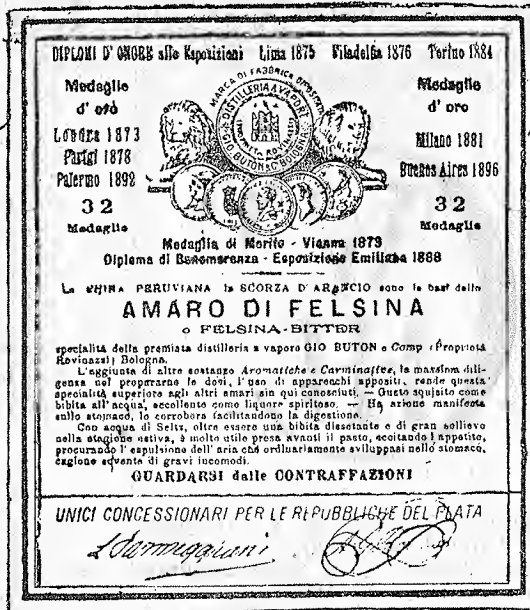 DIPLOMI D' ONORE alle Esposizioni Lima 1875 Filadelfia 1876 Torino 1884
Medaglie
d' oro
Londra 1873
Parigi 1878
Palermo 1892
32
Medaglie
MARCA DI FABBRICA DEPOSITATA
DISTILLERIA A VAPORE
GIO BUTON & C BOLOGNA
Medaglie
d' oro
Milano 1881
Buenos Aires 1896
32
Medaglie
Medaglia di Merito - Vienna 1873
Diploma di Benemerenza - Esposizione Emiliana 1888
La CHINA PERUVIANA la SCORZA D' ARANCIO sono le basi dello
AMARO DI FELSINA
O FELSINA-BITTER
specialità della premiata distilleria a vapore GIO BUTON e Comp (Proprietà
Rovinazzi) Bologna.
L'aggiunta di altre sostanze Aromatiche e Carminative, la massima dili-
genza nel propornarne le dosi, l'uso di apparecchi appositi, rende questa
specialità superiore agli altri amari sin qui conosciuti. — Gusto squisito come
bibita all'acqua, eccellente come liquore spiritoso. — Ha azione manifesta
sullo stomaco, lo corrobora facilitandone la digestione.
Con acqua di Seltz, oltre essere una bibita dissetante e di gran sollievo
nella stagione estiva, è molto utile presa avanti il pasto, eccitando l'appetito,
procurando l'espulsione dell'aria che ordinariamente sviluppasi nello stomaco,
cagione sovente di gravi incomodi.
GUARDARSI dalle CONTRAFFAZIONI
UNICI CONCESSIONARI PER LE REPUBBLICHE DEL PLATA